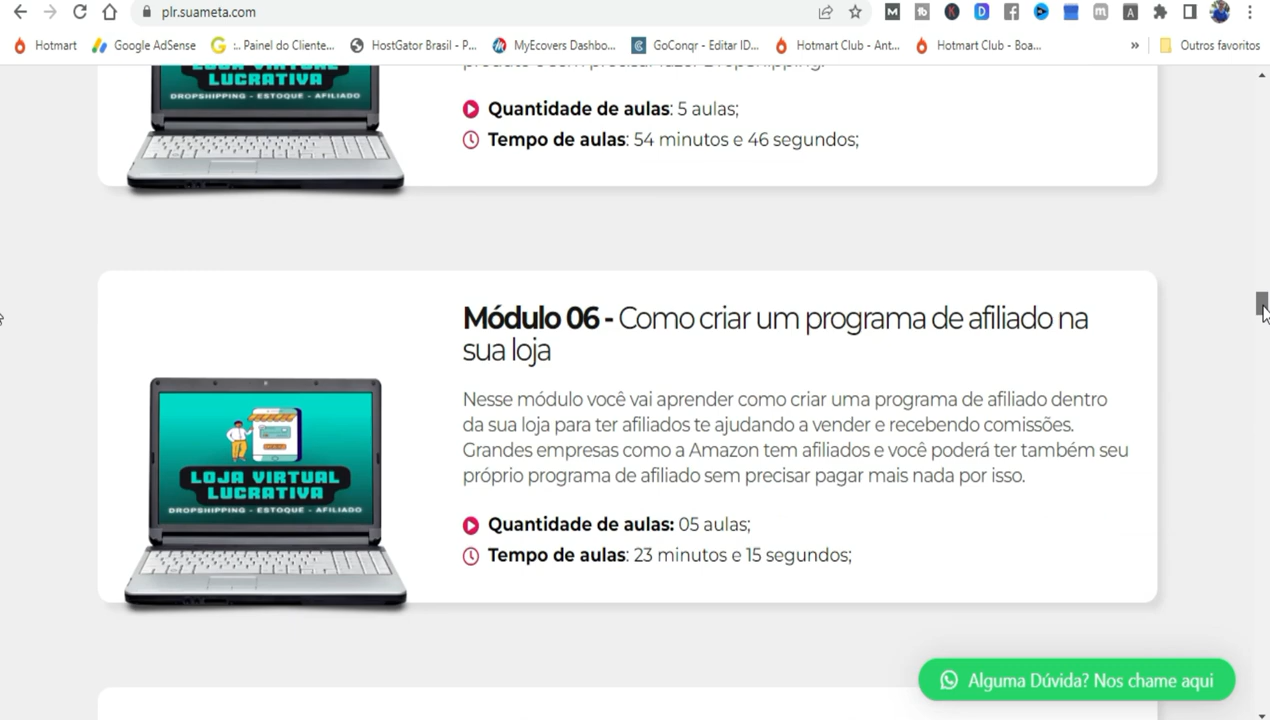 plr.suameta.com
Hotmart
Google AdSense
:.. Painel do Cliente...
HostGator Brasil - P...
MyEcovers Dashbo...
GoConqr - Editar ID...
Hotmart Club - Ant...
Hotmart Club - Boa...
»
Outros favoritos
LUCRATIVA
DROPSHIPPING - ESTOQUE - AFILIADO
Quantidade de aulas: 5 aulas;
Tempo de aulas: 54 minutos e 46 segundos;
Módulo 06 - Como criar um programa de afiliado na
sua loja
Nesse módulo você vai aprender como criar uma programa de afiliado dentro
da sua loja para ter afiliados te ajudando a vender e recebendo comissões.
Grandes empresas como a Amazon tem afiliados e você poderá ter também seu
próprio programa de afiliado sem precisar pagar mais nada por isso.
LOJA VIRTUAL
LUCRATIVA
DROPSHIPPING - ESTOQUE - AFILIADO
Quantidade de aulas: 05 aulas;
Tempo de aulas: 23 minutos e 15 segundos;
Alguma Dúvida? Nos chame aqui